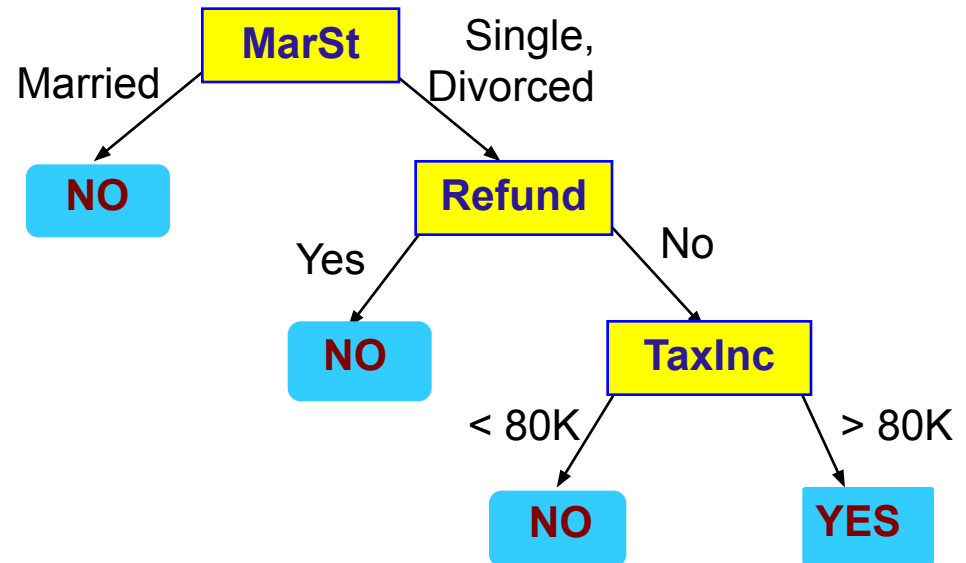 MarSt
Single,
Divorced
Married
NO
Refund
Yes
No
NO
TaxInc
< 80K
> 80K
NO
YES